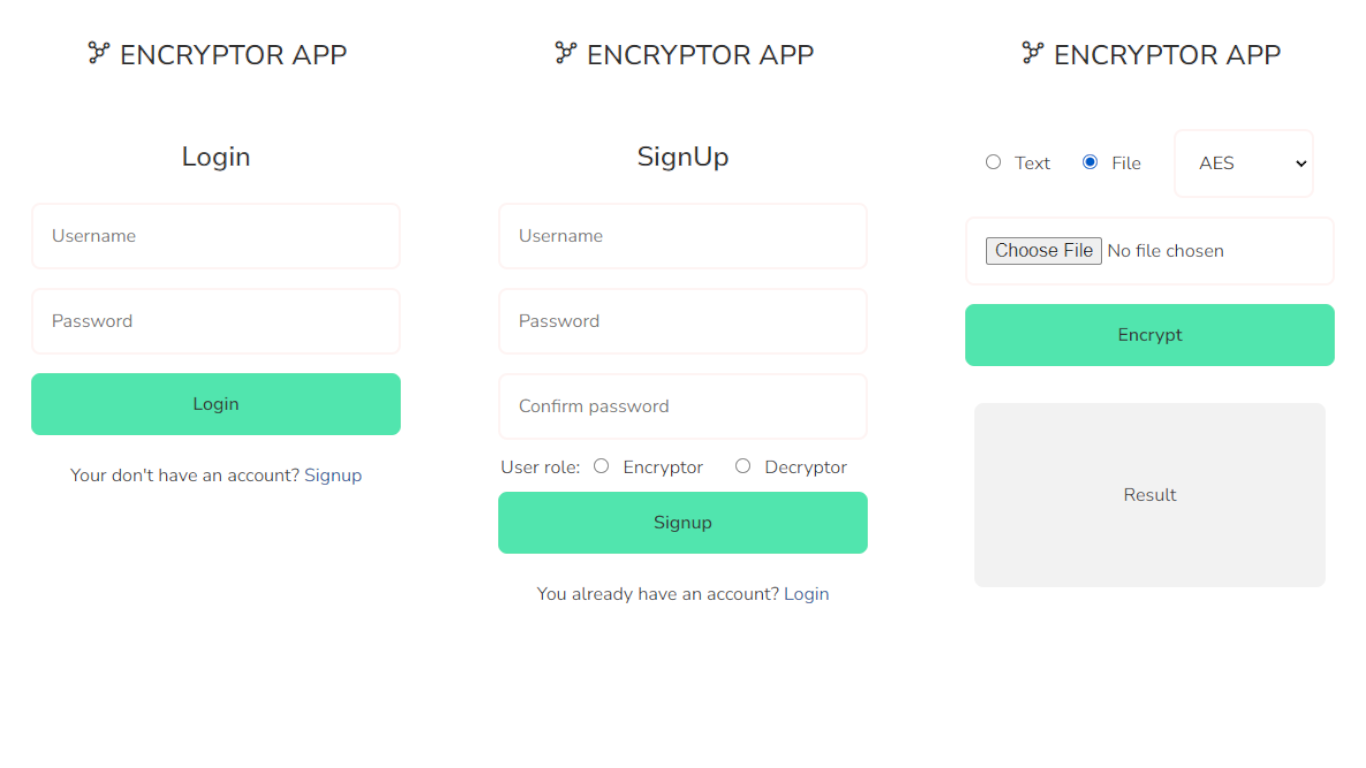 ENCRYPTOR APP
Login
Username
Password
Login
Your don't have an account? Signup
ENCRYPTOR APP
SignUp
Username
Password
Confirm password
User role: Encryptor Decryptor
Signup
You already have an account? Login
ENCRYPTOR APP
Text File AES
Choose File No file chosen
Encrypt
Result